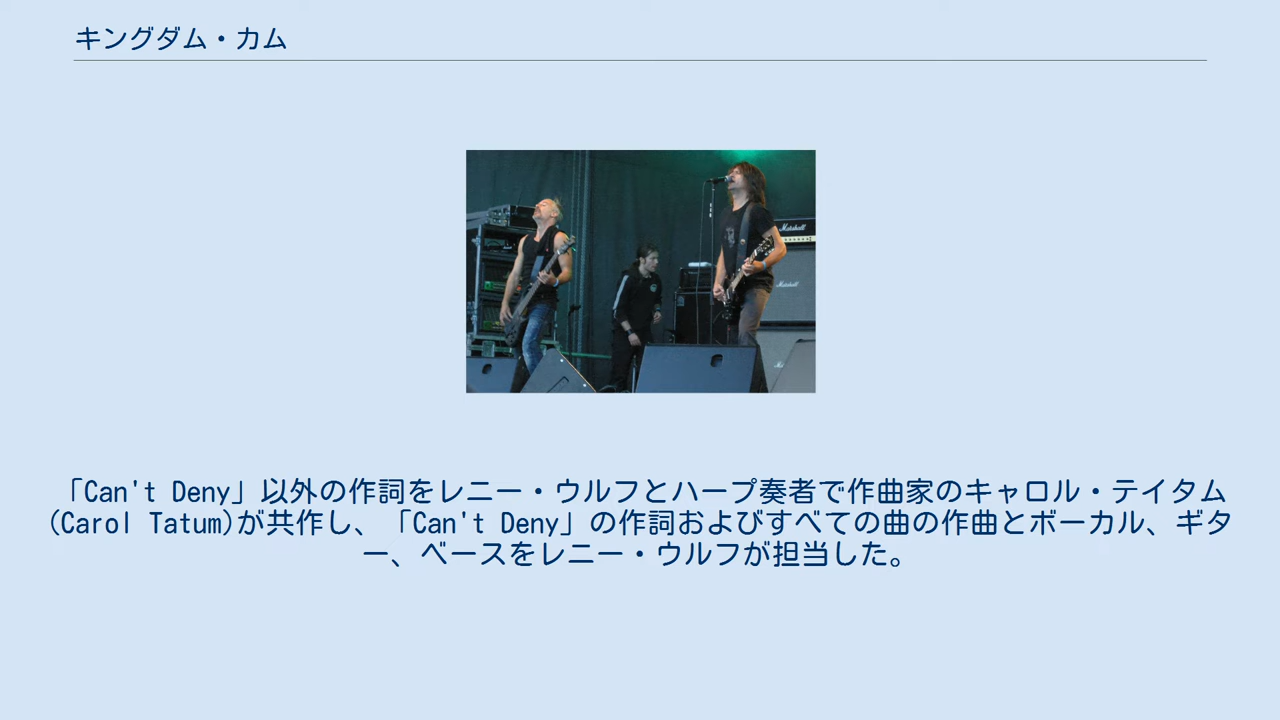 キングダム・カム
Marshall
Marshall
「Can't Deny」以外の作詞をレニー・ウルフとハープ奏者で作曲家のキャロル・テイタム
(Carol Tatum)が共作し、「Can't Deny」の作詞およびすべての曲の作曲とボーカル、ギタ
ー、ベースをレニー・ウルフが担当した。